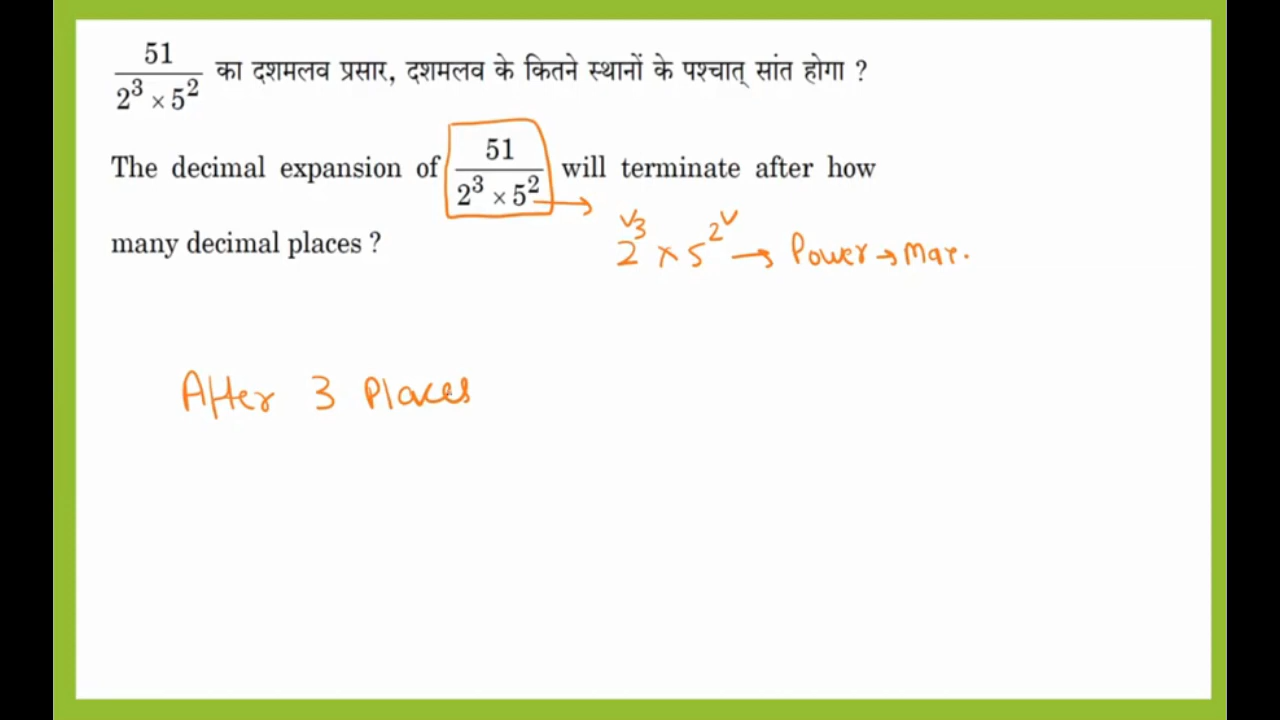 51/(2³ × 5²) का दशमलव प्रसार, दशमलव के कितने स्थानों के पश्चात् सांत होगा ?
The decimal expansion of 51/(2³ × 5²) will terminate after how
many decimal places ?
2³ × 5² → Power → Max.
After 3 Places